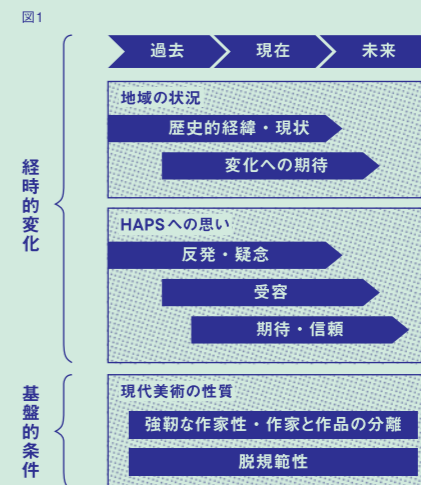 図1
過去 現在 未来
経時的変化
地域の状況
歴史的経緯・現状
変化への期待
HAPSへの思い
反発・疑念
受容
期待・信頼
基盤的条件
現代美術の性質
強靭な作家性・作家と作品の分離
脱規範性